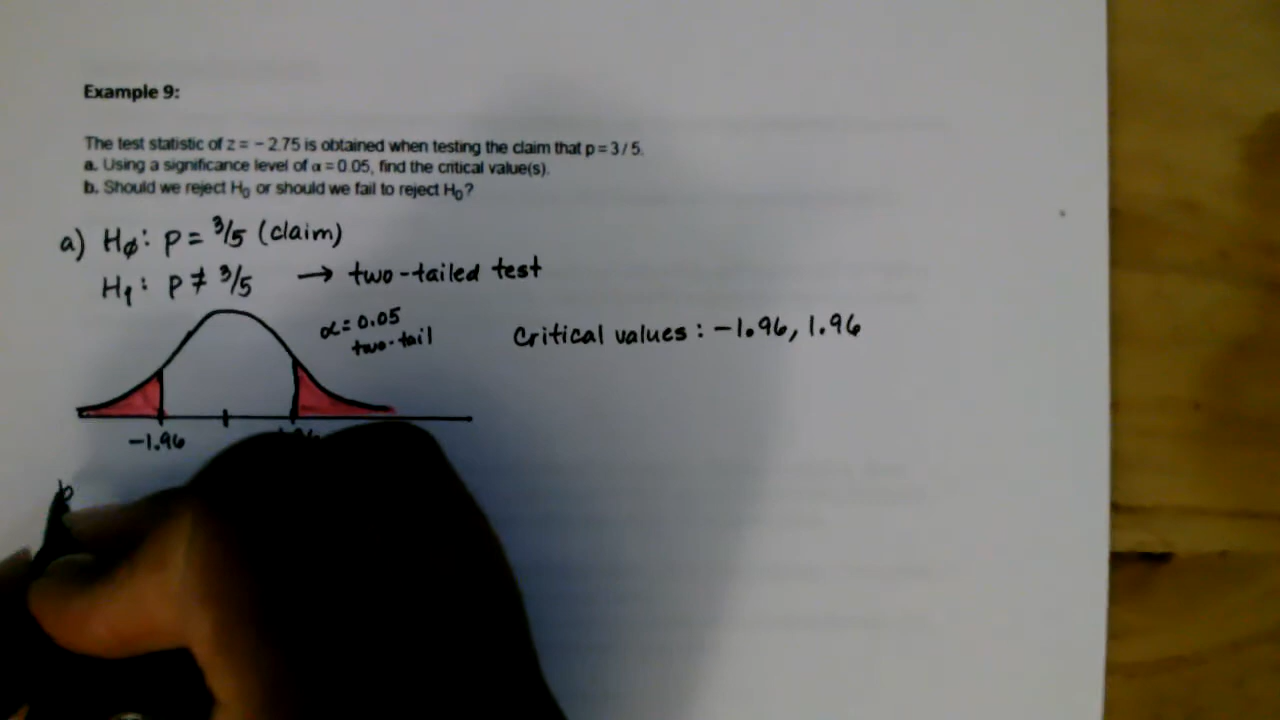 Example 9:
The test statistic of z = − 2.75 is obtained when testing the claim that p = 3 / 5.
a. Using a significance level of α = 0.05, find the critical value(s).
b. Should we reject H₀ or should we fail to reject H₀?
a) H₀: p = 3/5 (claim)
H₁: p ≠ 3/5 → two-tailed test
α = 0.05
two-tail
Critical values: −1.96, 1.96
−1.96
b